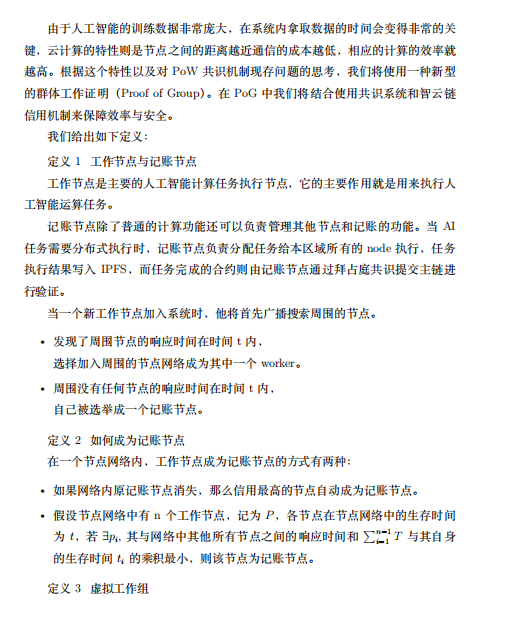 由于人工智能的训练数据非常庞大，在系统内拿取数据的时间会变得非常的关
键，云计算的特性则是节点之间的距离越近通信的成本越低，相应的计算的效率就
越高。根据这个特性以及对 PoW 共识机制现存问题的思考，我们将使用一种新型
的群体工作证明（Proof of Group）。在 PoG 中我们将结合使用共识系统和智云链
信用机制来保障效率与安全。
我们给出如下定义：
定义 1 工作节点与记账节点
工作节点是主要的人工智能计算任务执行节点，它的主要作用就是用来执行人
工智能运算任务。
记账节点除了普通的计算功能还可以负责管理其他节点和记账的功能。当 AI
任务需要分布式执行时，记账节点负责分配任务给本区域所有的 node 执行，任务
执行结果写入 IPFS，而任务完成的合约则由记账节点通过拜占庭共识提交主链进
行验证。
当一个新工作节点加入系统时，他将首先广播搜索周围的节点。
• 发现了周围节点的响应时间在时间 t 内，
选择加入周围的节点网络成为其中一个 worker。
• 周围没有任何节点的响应时间在时间 t 内，
自己被选举成一个记账节点。
定义 2 如何成为记账节点
在一个节点网络内，工作节点成为记账节点的方式有两种：
• 如果网络内原记账节点消失，那么信用最高的节点自动成为记账节点。
• 假设节点网络中有 n 个工作节点，记为 P，各节点在节点网络中的生存时间
为 t，若 ∃pᵢ, 其与网络中其他所有节点之间的响应时间和 ∑ⁿ⁻¹ᵢ₌₁ T 与其自身
的生存时间 tᵢ 的乘积最小，则该节点为记账节点。
定义 3 虚拟工作组